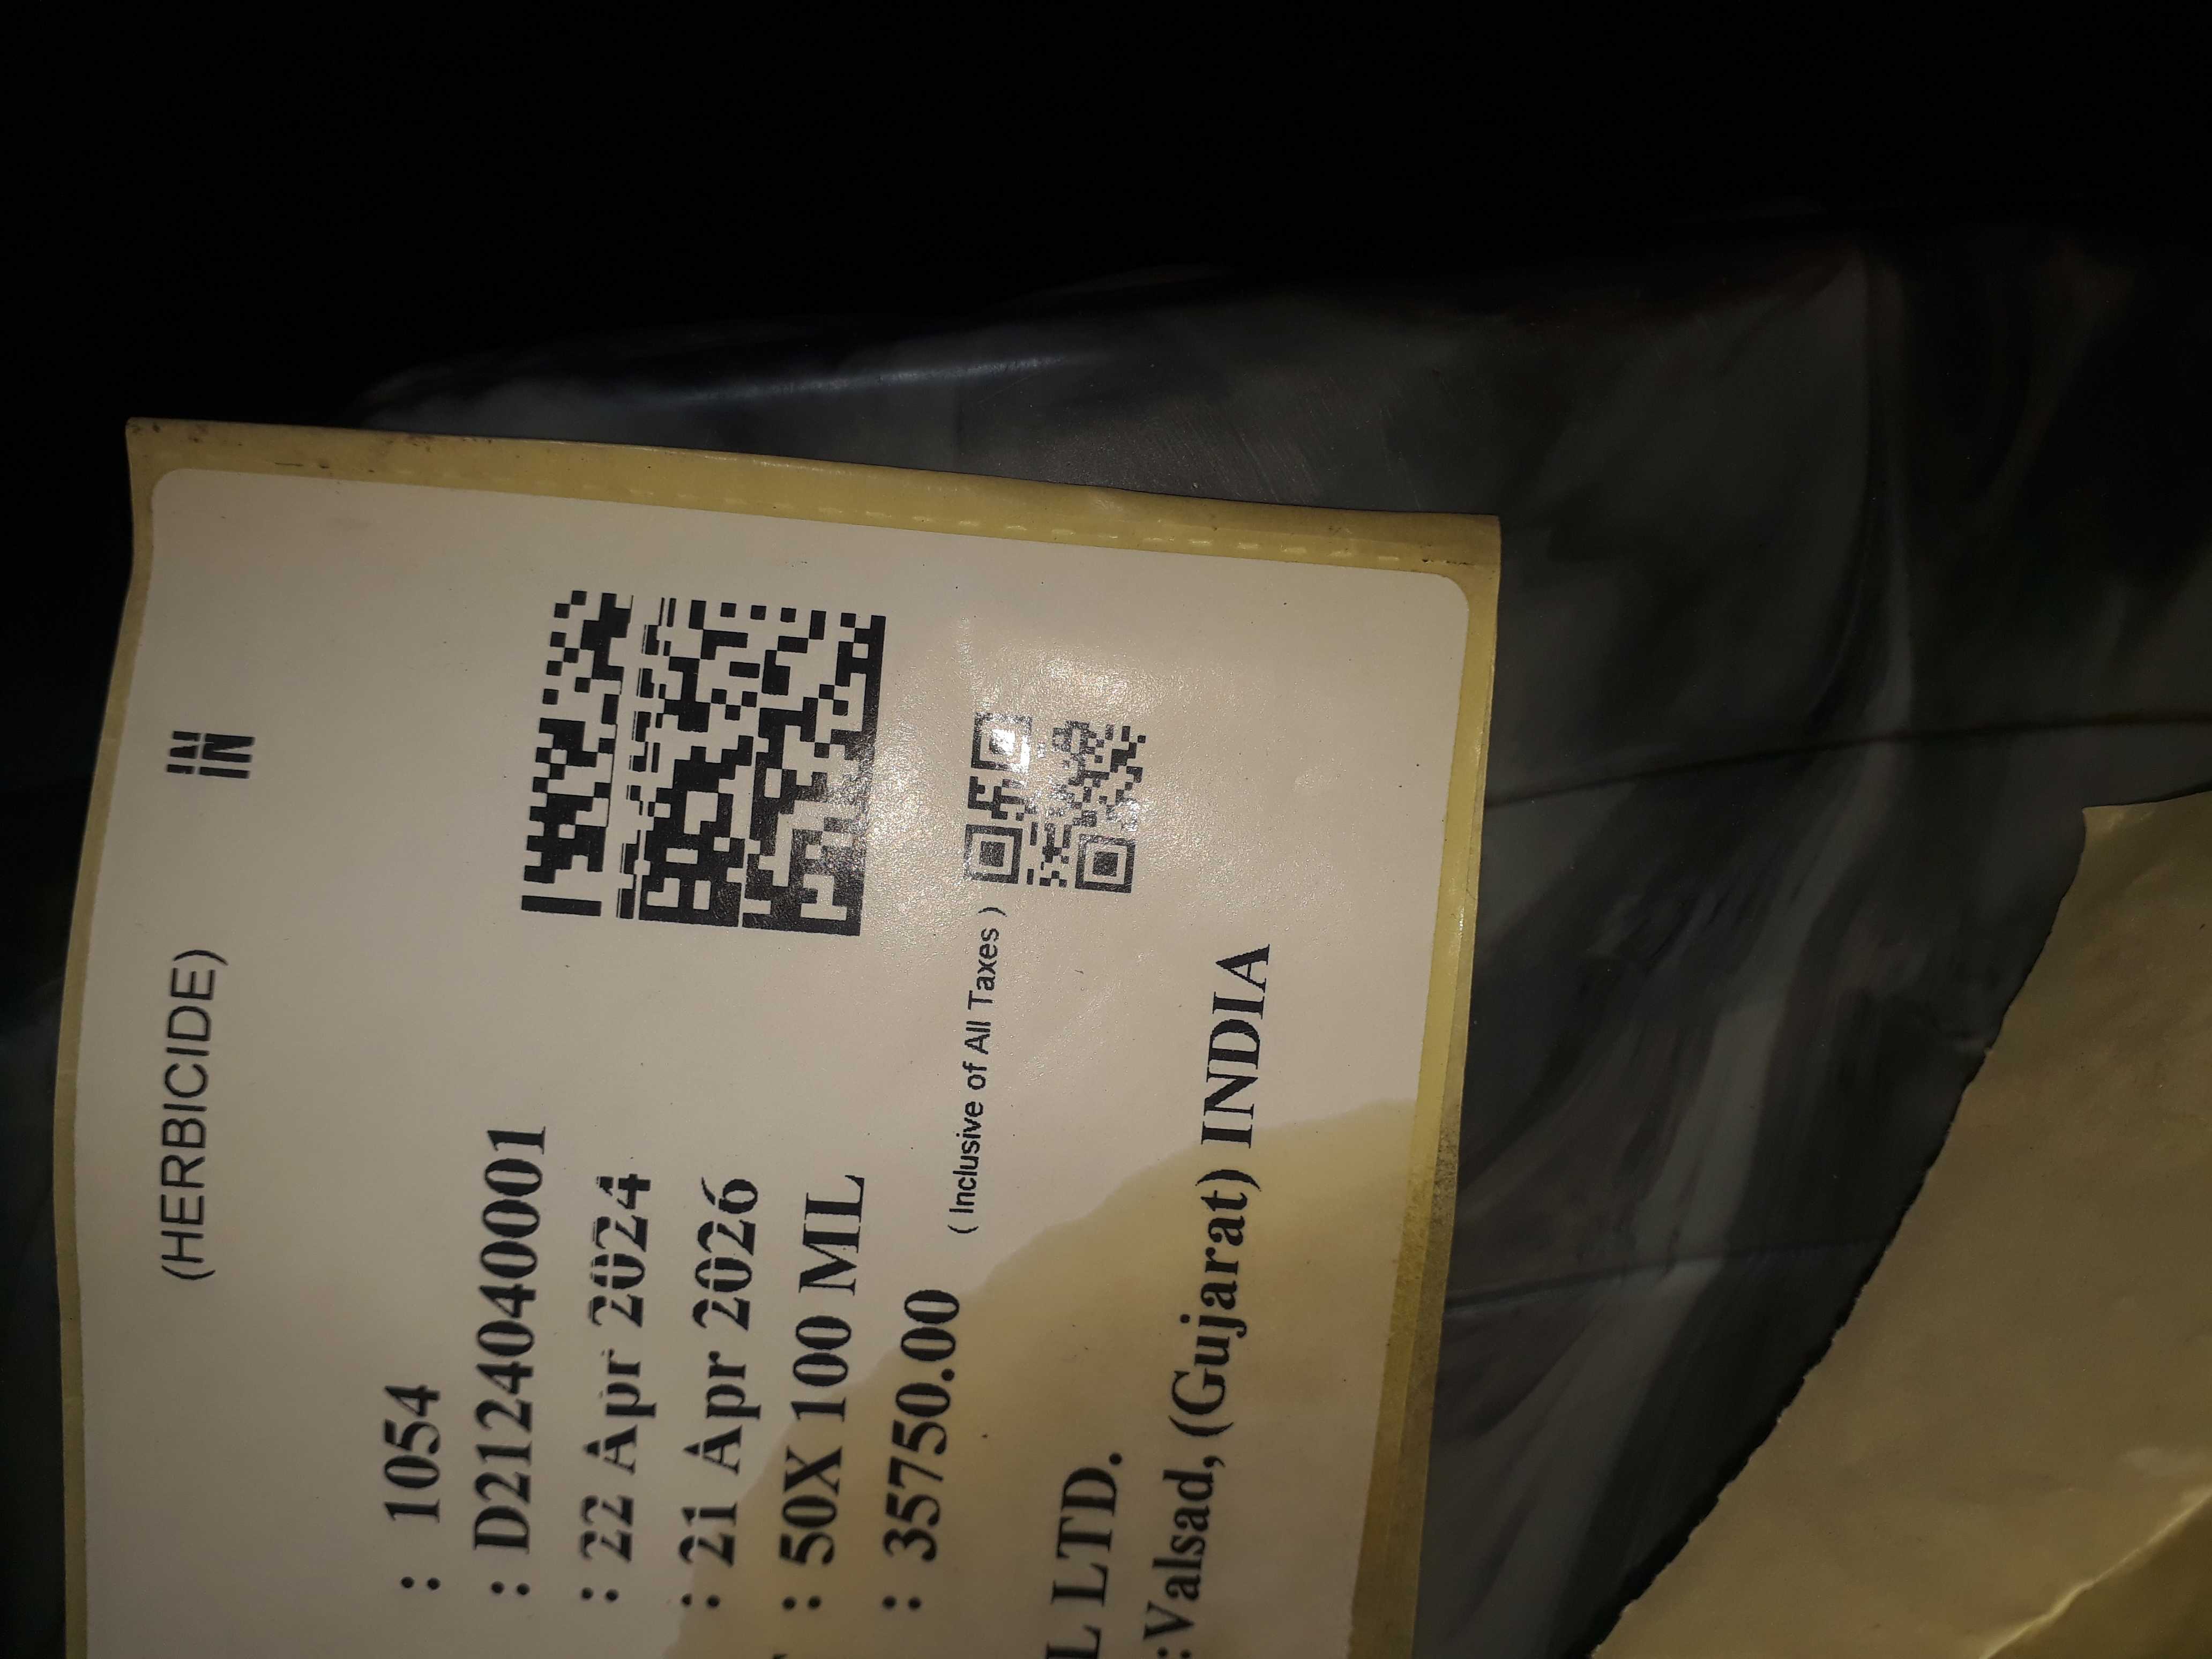 (HERBICIDE) IN
: 1054
: D2124040001
: 22 Apr 2024
: 21 Apr 2026
: 50X 100 ML
: 35750.00 ( Inclusive of All Taxes )
L LTD.
:Valsad, (Gujarat) INDIA